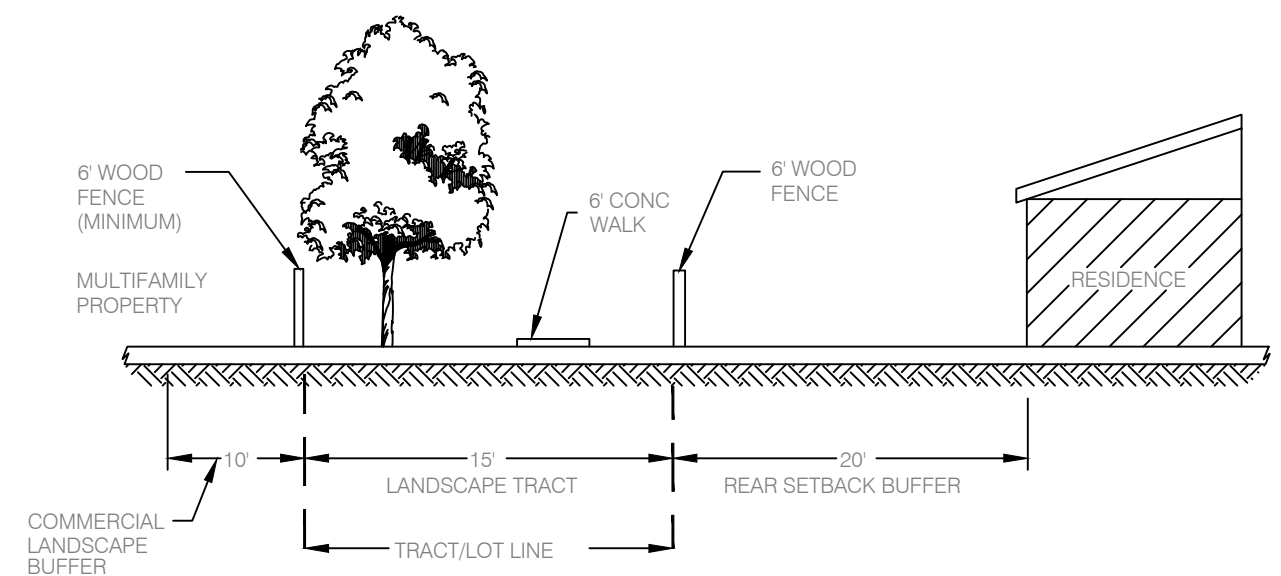 6' WOOD
FENCE
(MINIMUM)
MULTIFAMILY
PROPERTY
6' CONC
WALK
6' WOOD
FENCE
RESIDENCE
10'
15'
LANDSCAPE TRACT
20'
REAR SETBACK BUFFER
COMMERCIAL
LANDSCAPE
BUFFER
TRACT/LOT LINE